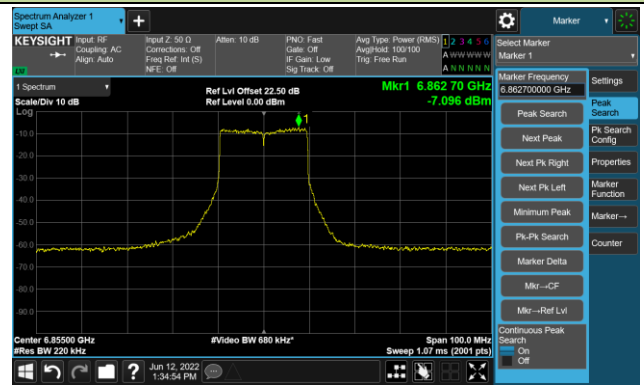 Spectrum Analyzer 1
Swept SA
Marker
KEYSIGHT
Input: RF
Coupling: AC
Align: Auto
Input Z: 50 Ω
Corrections: Off
Freq Ref: Int (S)
NFE: Off
Atten: 10 dB
PNO: Fast
Gate: Off
IF Gain: Low
Sig Track: Off
Avg Type: Power (RMS)
Avg|Hold: 100/100
Trig: Free Run
1 2 3 4 5 6
A W W W W W
A N N N N N
Select Marker
Marker 1
1 Spectrum
Scale/Div 10 dB
Log
Ref Lvl Offset 22.50 dB
Ref Level 0.00 dBm
Mkr1 6.862 70 GHz
-7.096 dBm
1
-10.0
-20.0
-30.0
-40.0
-50.0
-60.0
-70.0
-80.0
-90.0
Center 6.85500 GHz
#Res BW 220 kHz
#Video BW 680 kHz*
Span 100.0 MHz
Sweep 1.07 ms (2001 pts)
Marker Frequency
6.862700000 GHz
Peak Search
Next Peak
Next Pk Right
Next Pk Left
Minimum Peak
Pk-Pk Search
Marker Delta
Mkr→CF
Mkr→Ref Lvl
Continuous Peak
Search
On
Off
Settings
Peak
Search
Pk Search
Config
Properties
Marker
Function
Marker→
Counter
Jun 12, 2022
1:34:54 PM